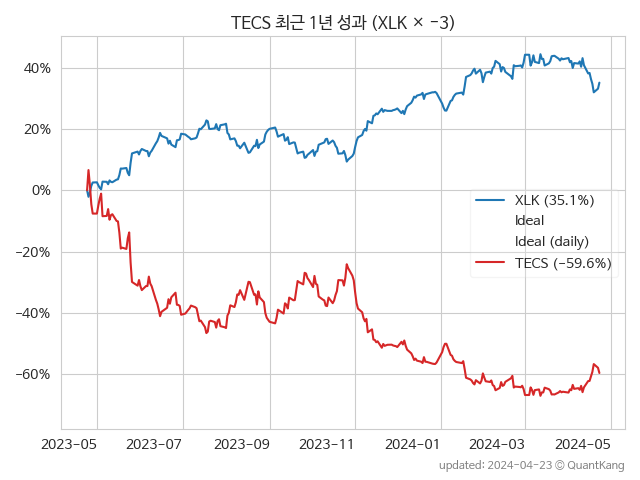 TECS 최근 1년 성과 (XLK × −3)
40%
20%
0%
−20%
−40%
−60%
XLK (35.1%)
Ideal
Ideal (daily)
TECS (−59.6%)
2023-05
2023-07
2023-09
2023-11
2024-01
2024-03
2024-05
updated: 2024-04-23 © QuantKang